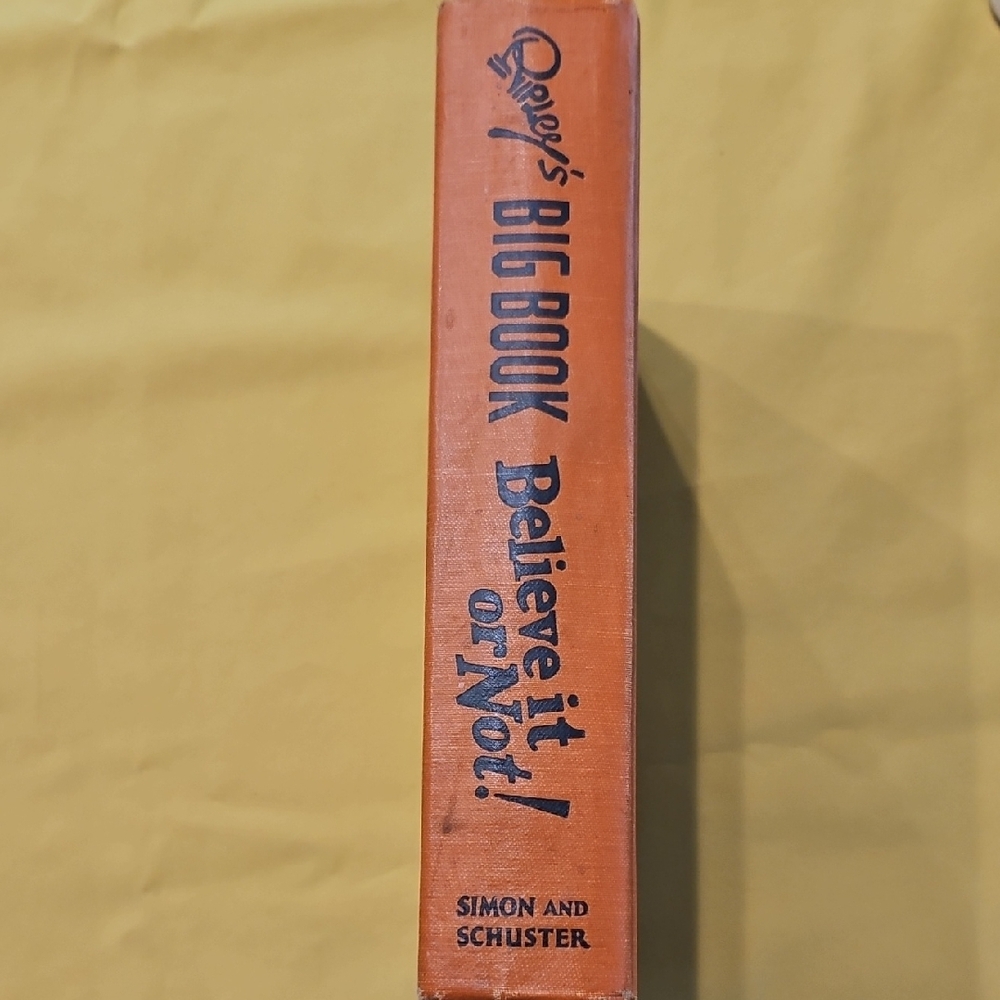 Ripley's BIG BOOK Believe it
or Not!
SIMON AND
SCHUSTER